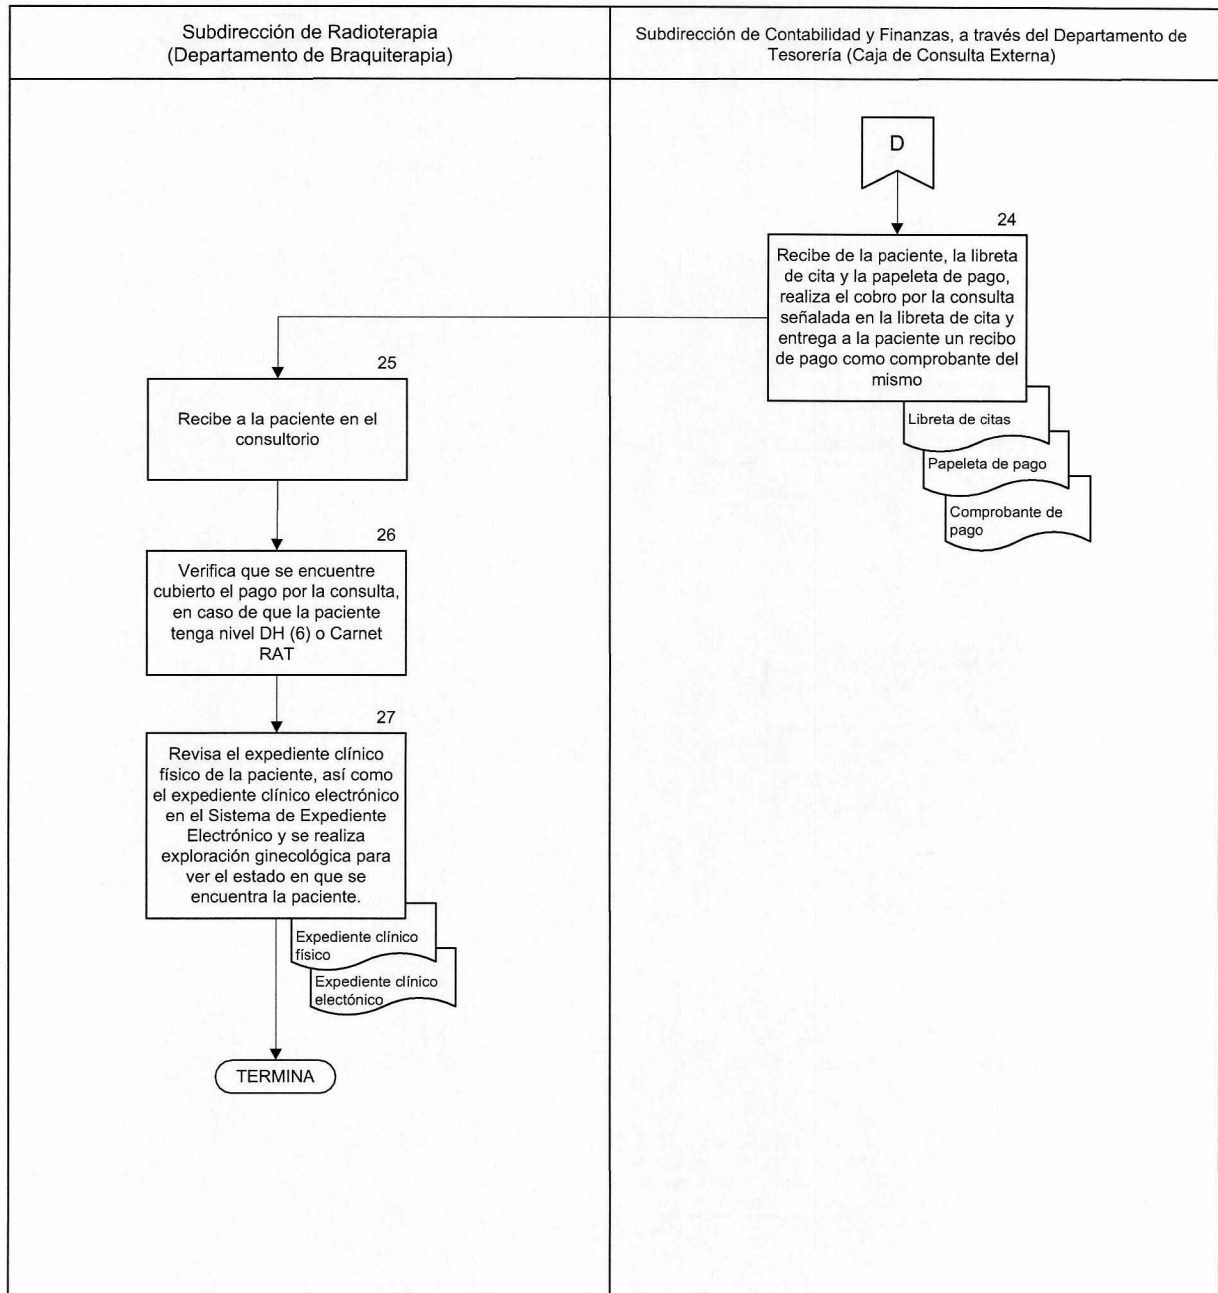 Subdirección de Radioterapia
(Departamento de Braquiterapia)
Subdirección de Contabilidad y Finanzas, a través del Departamento de
Tesorería (Caja de Consulta Externa)
D
24
Recibe de la paciente, la libreta
de cita y la papeleta de pago,
realiza el cobro por la consulta
señalada en la libreta de cita y
entrega a la paciente un recibo
de pago como comprobante del
mismo
Libreta de citas
Papeleta de pago
Comprobante de
pago
25
Recibe a la paciente en el
consultorio
26
Verifica que se encuentre
cubierto el pago por la consulta,
en caso de que la paciente
tenga nivel DH (6) o Carnet
RAT
27
Revisa el expediente clínico
físico de la paciente, así como
el expediente clínico electrónico
en el Sistema de Expediente
Electrónico y se realiza
exploración ginecológica para
ver el estado en que se
encuentra la paciente.
Expediente clínico
físico
Expediente clínico
electónico
TERMINA